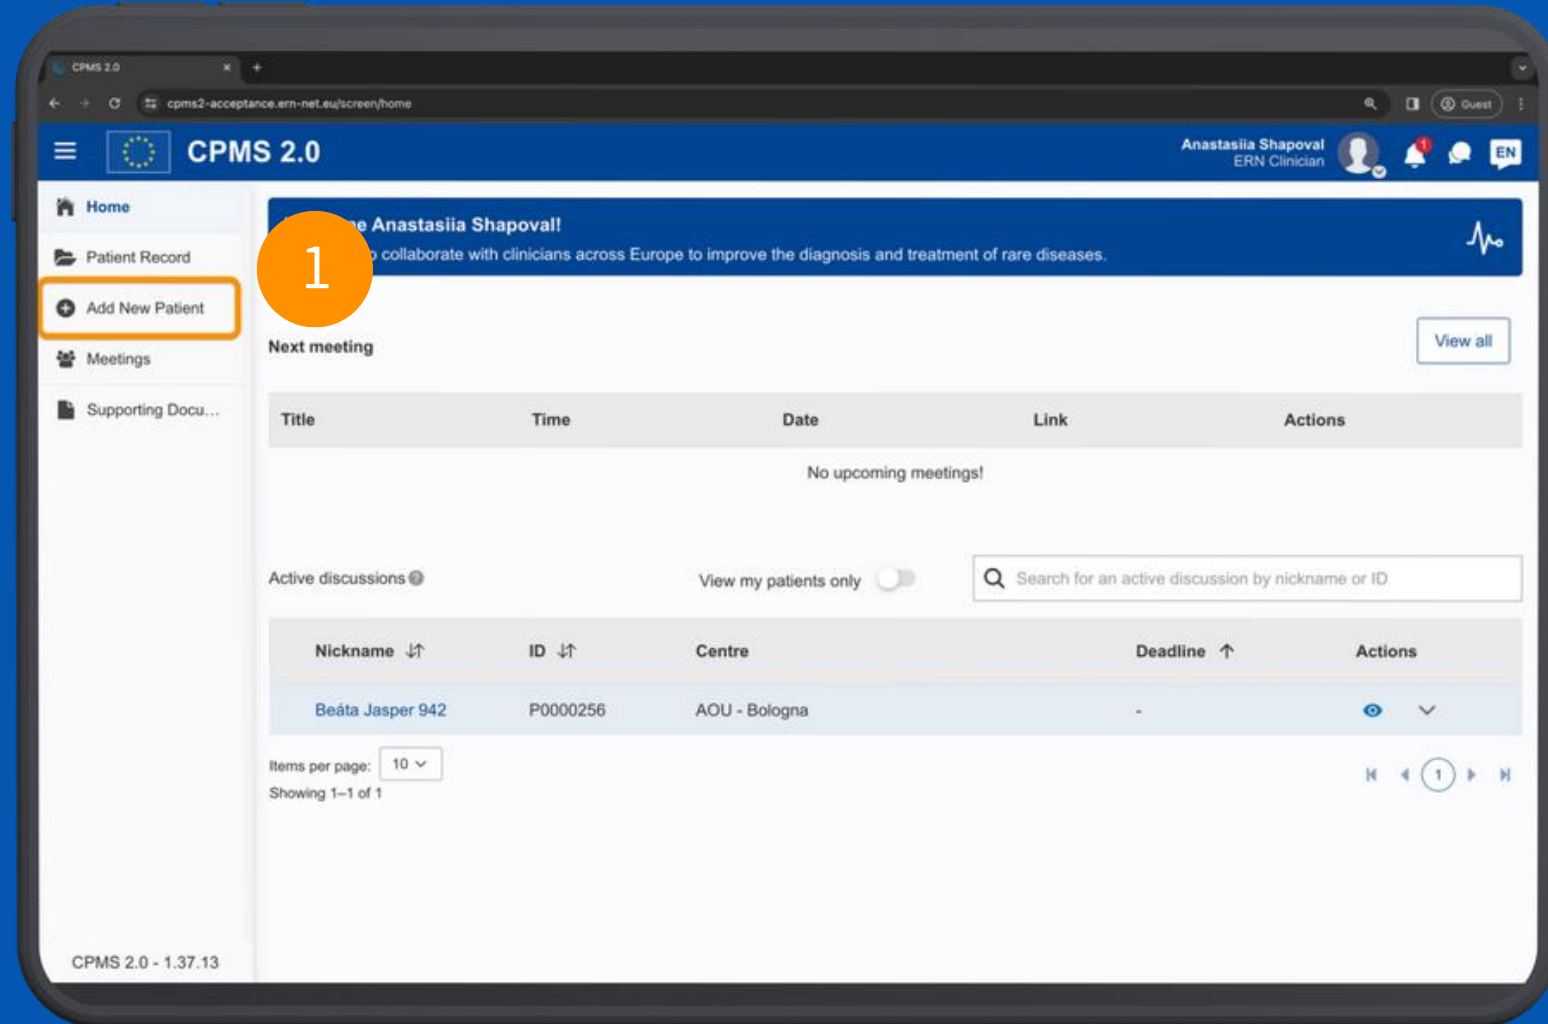 CPMS 2.0
cpms2-acceptance.ern-net.eu/screen/home
Guest
CPMS 2.0
Anastasiia Shapoval
ERN Clinician
1
EN
Home
Patient Record
Add New Patient
Meetings
Supporting Docu...
CPMS 2.0 - 1.37.13
1
Anastasiia Shapoval!
collaborate with clinicians across Europe to improve the diagnosis and treatment of rare diseases.
Next meeting
View all
Title Time Date Link Actions
No upcoming meetings!
Active discussions
View my patients only
Search for an active discussion by nickname or ID
Nickname ID Centre Deadline Actions
Beáta Jasper 942 P0000256 AOU - Bologna -
Items per page: 10
Showing 1–1 of 1
1